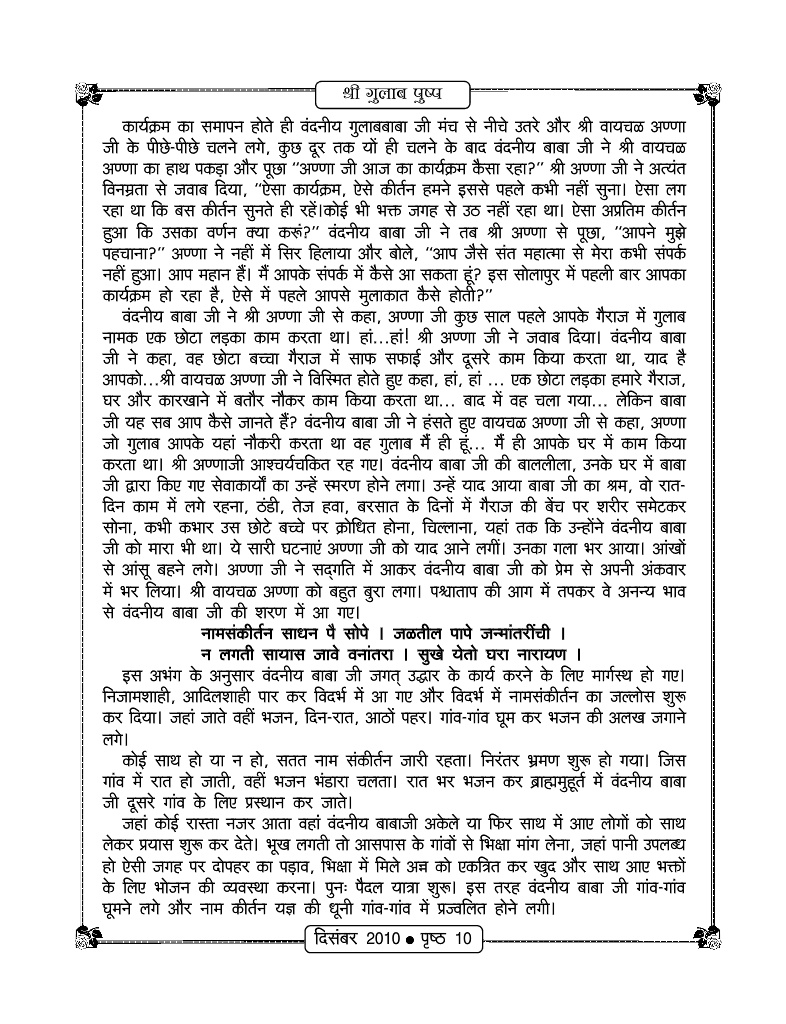 श्री गुलाब पुष्प
कार्यक्रम का समापन होते ही वंदनीय गुलाबबाबा जी मंच से नीचे उतरे और श्री वायचळ अण्णा
जी के पीछे-पीछे चलने लगे, कुछ दूर तक यों ही चलने के बाद वंदनीय बाबा जी ने श्री वायचळ
अण्णा का हाथ पकड़ा और पूछा “अण्णा जी आज का कार्यक्रम कैसा रहा?” श्री अण्णा जी ने अत्यंत
विनम्रता से जवाब दिया, “ऐसा कार्यक्रम, ऐसे कीर्तन हमने इससे पहले कभी नहीं सुना। ऐसा लग
रहा था कि बस कीर्तन सुनते ही रहें।कोई भी भक्त जगह से उठ नहीं रहा था। ऐसा अप्रतिम कीर्तन
हुआ कि उसका वर्णन क्या करूं?” वंदनीय बाबा जी ने तब श्री अण्णा से पूछा, “आपने मुझे
पहचाना?” अण्णा ने नहीं में सिर हिलाया और बोले, “आप जैसे संत महात्मा से मेरा कभी संपर्क
नहीं हुआ। आप महान हैं। मैं आपके संपर्क में कैसे आ सकता हूं? इस सोलापुर में पहली बार आपका
कार्यक्रम हो रहा है, ऐसे में पहले आपसे मुलाकात कैसे होती?”
वंदनीय बाबा जी ने श्री अण्णा जी से कहा, अण्णा जी कुछ साल पहले आपके गैराज में गुलाब
नामक एक छोटा लड़का काम करता था। हां...हां! श्री अण्णा जी ने जवाब दिया। वंदनीय बाबा
जी ने कहा, वह छोटा बच्चा गैराज में साफ सफाई और दूसरे काम किया करता था, याद है
आपको...श्री वायचळ अण्णा जी ने विस्मित होते हुए कहा, हां, हां ... एक छोटा लड़का हमारे गैराज,
घर और कारखाने में बतौर नौकर काम किया करता था... बाद में वह चला गया... लेकिन बाबा
जी यह सब आप कैसे जानते हैं? वंदनीय बाबा जी ने हंसते हुए वायचळ अण्णा जी से कहा, अण्णा
जो गुलाब आपके यहां नौकरी करता था वह गुलाब मैं ही हूं... मैं ही आपके घर में काम किया
करता था। श्री अण्णाजी आश्चर्यचकित रह गए। वंदनीय बाबा जी की बाललीला, उनके घर में बाबा
जी द्वारा किए गए सेवाकार्यों का उन्हें स्मरण होने लगा। उन्हें याद आया बाबा जी का श्रम, वो रात-
दिन काम में लगे रहना, ठंडी, तेज हवा, बरसात के दिनों में गैराज की बेंच पर शरीर समेटकर
सोना, कभी कभार उस छोटे बच्चे पर क्रोधित होना, चिल्लाना, यहां तक कि उन्होंने वंदनीय बाबा
जी को मारा भी था। ये सारी घटनाएं अण्णा जी को याद आने लगीं। उनका गला भर आया। आंखों
से आंसू बहने लगे। अण्णा जी ने सद्गति में आकर वंदनीय बाबा जी को प्रेम से अपनी अंकवार
में भर लिया। श्री वायचळ अण्णा को बहुत बुरा लगा। पश्चाताप की आग में तपकर वे अनन्य भाव
से वंदनीय बाबा जी की शरण में आ गए।
नामसंकीर्तन साधन पै सोपे । जळतील पापे जन्मांतरींची ।
न लगती सायास जावे वनांतरा । सुखे येतो घरा नारायण ।
इस अभंग के अनुसार वंदनीय बाबा जी जगत् उद्धार के कार्य करने के लिए मार्गस्थ हो गए।
निजामशाही, आदिलशाही पार कर विदर्भ में आ गए और विदर्भ में नामसंकीर्तन का जल्लोस शुरू
कर दिया। जहां जाते वहीं भजन, दिन-रात, आठों पहर। गांव-गांव घूम कर भजन की अलख जगाने
लगे।
कोई साथ हो या न हो, सतत नाम संकीर्तन जारी रहता। निरंतर भ्रमण शुरू हो गया। जिस
गांव में रात हो जाती, वहीं भजन भंडारा चलता। रात भर भजन कर ब्राह्ममुहूर्त में वंदनीय बाबा
जी दूसरे गांव के लिए प्रस्थान कर जाते।
जहां कोई रास्ता नजर आता वहां वंदनीय बाबाजी अकेले या फिर साथ में आए लोगों को साथ
लेकर प्रयास शुरू कर देते। भूख लगती तो आसपास के गांवों से भिक्षा मांग लेना, जहां पानी उपलब्ध
हो ऐसी जगह पर दोपहर का पड़ाव, भिक्षा में मिले अन्न को एकत्रित कर खुद और साथ आए भक्तों
के लिए भोजन की व्यवस्था करना। पुनः पैदल यात्रा शुरू। इस तरह वंदनीय बाबा जी गांव-गांव
घूमने लगे और नाम कीर्तन यज्ञ की धूनी गांव-गांव में प्रज्वलित होने लगी।
दिसंबर 2010 ● पृष्ठ 10